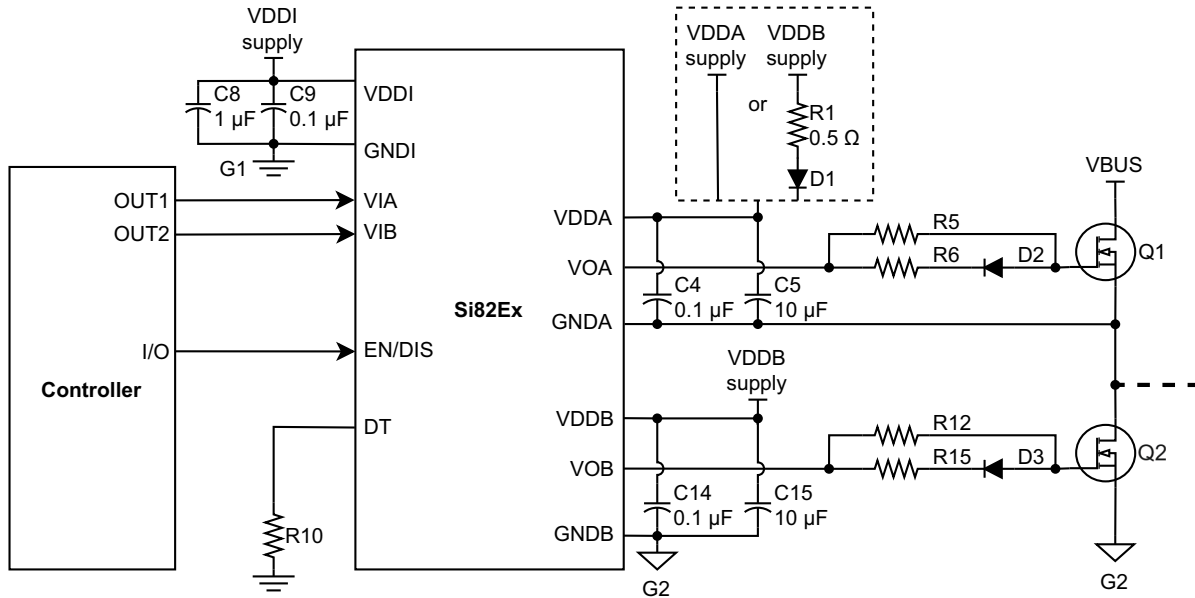 VDDI
supply
C8
1 µF
C9
0.1 µF
G1
VDDI
GNDI
VIA
VIB
EN/DIS
DT
Si82Ex
VDDA
VOA
GNDA
VDDB
VOB
GNDB
OUT1
OUT2
I/O
Controller
R10
VDDA
supply
or
VDDB
supply
R1
0.5 Ω
D1
C4
0.1 µF
C5
10 µF
R5
R6
D2
VBUS
Q1
VDDB
supply
C14
0.1 µF
C15
10 µF
G2
R12
R15
D3
Q2
G2